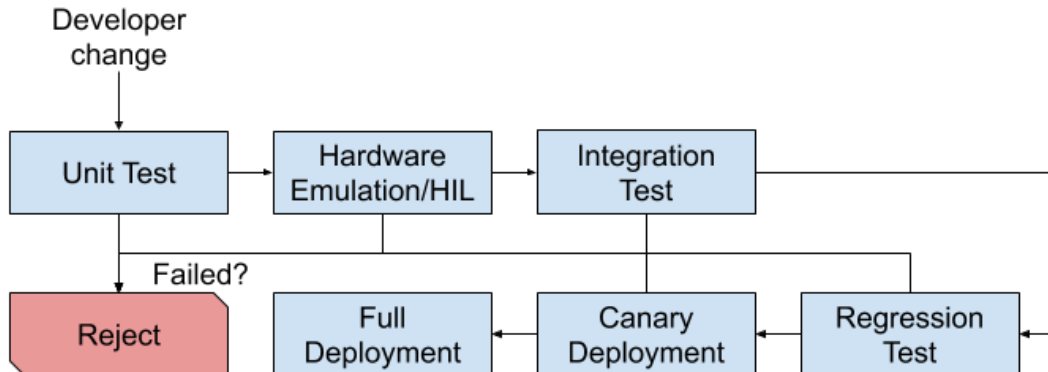 Developer
change
Unit Test
Hardware
Emulation/HIL
Integration
Test
Failed?
Reject
Full
Deployment
Canary
Deployment
Regression
Test